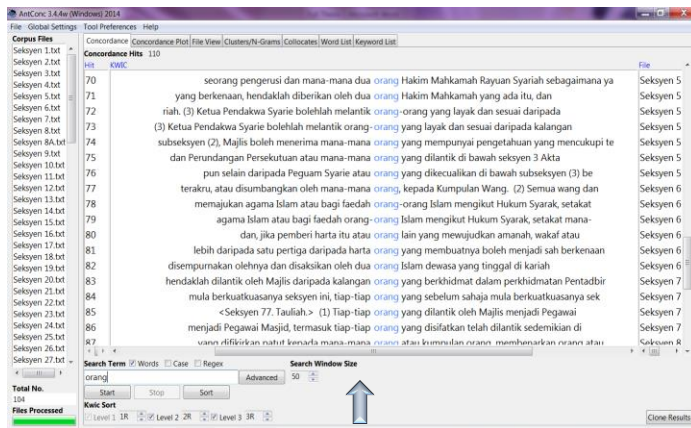 AntConc 3.4.4w (Windows) 2014
File Global Settings Tool Preferences Help
Corpus Files
Seksyen 1.txt
Seksyen 2.txt
Seksyen 3.txt
Seksyen 4.txt
Seksyen 5.txt
Seksyen 6.txt
Seksyen 7.txt
Seksyen 8.txt
Seksyen 8A.txt
Seksyen 9.txt
Seksyen 10.txt
Seksyen 11.txt
Seksyen 12.txt
Seksyen 13.txt
Seksyen 14.txt
Seksyen 15.txt
Seksyen 16.txt
Seksyen 17.txt
Seksyen 18.txt
Seksyen 19.txt
Seksyen 20.txt
Seksyen 21.txt
Seksyen 22.txt
Seksyen 23.txt
Seksyen 24.txt
Seksyen 25.txt
Seksyen 26.txt
Seksyen 27.txt
Total No.
104
Files Processed
Concordance Concordance Plot File View Clusters/N-Grams Collocates Word List Keyword List
Concordance Hits 110
Hit KWIC File
70 seorang pengerusi dan mana-mana dua orang Hakim Mahkamah Rayuan Syariah sebagaimana ya Seksyen 5
71 yang berkenaan, hendaklah diberikan oleh dua orang Hakim Mahkamah yang ada itu, dan Seksyen 5
72 riah. (3) Ketua Pendakwa Syarie bolehlah melantik orang-orang yang layak dan sesuai daripada Seksyen 5
73 (3) Ketua Pendakwa Syarie bolehlah melantik orang-orang yang layak dan sesuai daripada kalangan Seksyen 5
74 subseksyen (2), Majlis boleh menerima mana-mana orang yang mempunyai pengetahuan yang mencukupi te Seksyen 5
75 dan Perundangan Persekutuan atau mana-mana orang yang dilantik di bawah seksyen 3 Akta Seksyen 5
76 pun selain daripada Peguam Syarie atau orang yang dikecualikan di bawah subseksyen (3) be Seksyen 5
77 terakru, atau disumbangkan oleh mana-mana orang, kepada Kumpulan Wang. (2) Semua wang dan Seksyen 6
78 memajukan agama Islam atau bagi faedah orang-orang Islam mengikut Hukum Syarak, setakat Seksyen 6
79 agama Islam atau bagi faedah orang-orang Islam mengikut Hukum Syarak, setakat mana- Seksyen 6
80 dan, jika pemberi harta itu atau orang lain yang mewujudkan amanah, wakaf atau Seksyen 6
81 lebih daripada satu pertiga daripada harta orang yang membuatnya boleh menjadi sah berkenaan Seksyen 6
82 disempurnakan olehnya dan disaksikan oleh dua orang Islam dewasa yang tinggal di kariah Seksyen 6
83 hendaklah dilantik oleh Majlis daripada kalangan orang yang berkhidmat dalam perkhidmatan Pentadbir Seksyen 7
84 mula berkuatkuasanya seksyen ini, tiap-tiap orang yang sebelum sahaja mula berkuatkuasanya sek Seksyen 7
85 <Seksyen 77. Tauliah.> (1) Tiap-tiap orang yang dilantik oleh Majlis menjadi Pegawai Seksyen 7
86 menjadi Pegawai Masjid, termasuk tiap-tiap orang yang disifatkan telah dilantik sedemikian di Seksyen 7
87 yang difikirkan patut kepada mana-mana orang atau kumpulan orang, membenarkan orang atau Seksyen 8
Search Term Words Case Regex Search Window Size
orang Advanced 50
Start Stop Sort
Kwic Sort
Level 1 1R Level 2 2R Level 3 3R
Clone Results